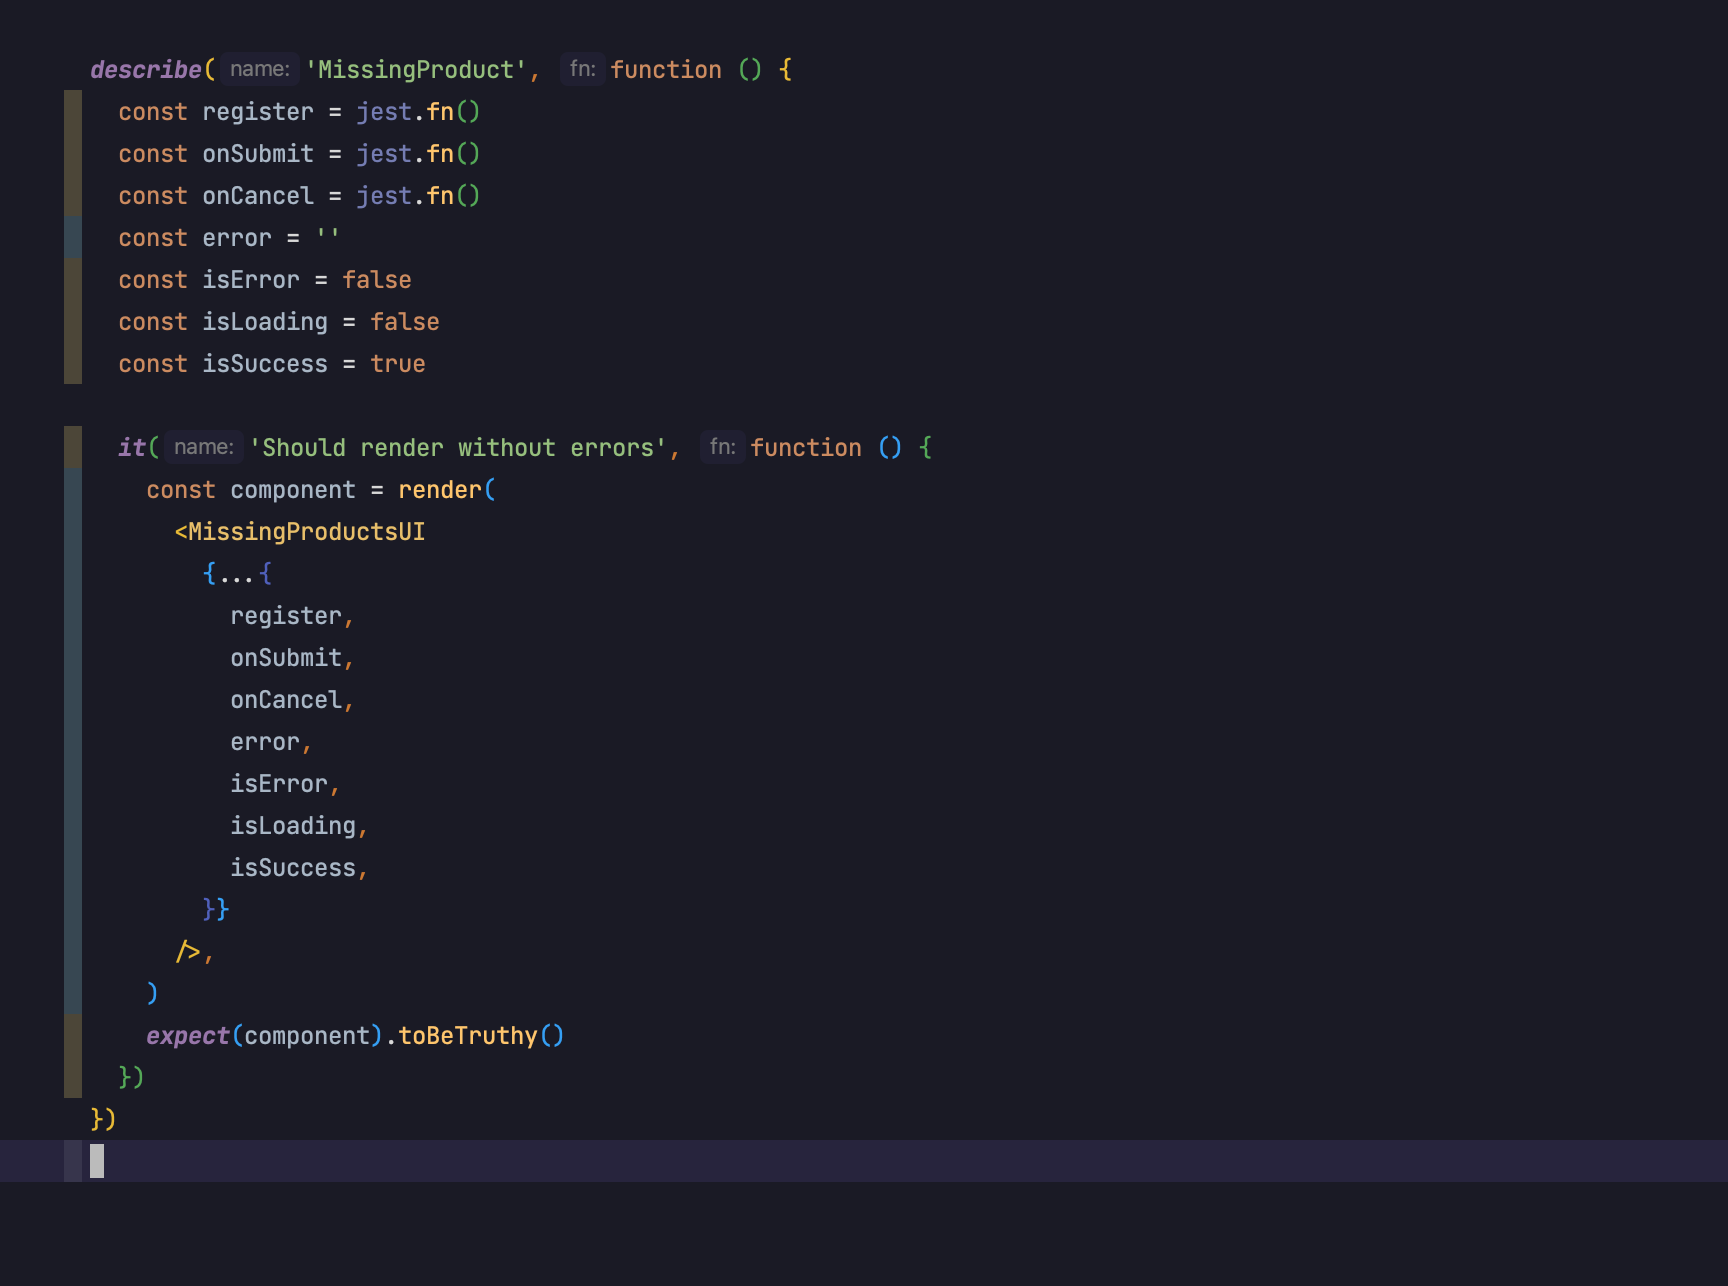 describe( name: 'MissingProduct', fn: function () {
  const register = jest.fn()
  const onSubmit = jest.fn()
  const onCancel = jest.fn()
  const error = ''
  const isError = false
  const isLoading = false
  const isSuccess = true

  it( name: 'Should render without errors', fn: function () {
    const component = render(
      <MissingProductsUI
        {...{
          register,
          onSubmit,
          onCancel,
          error,
          isError,
          isLoading,
          isSuccess,
        }}
      />,
    )
    expect(component).toBeTruthy()
  })
})